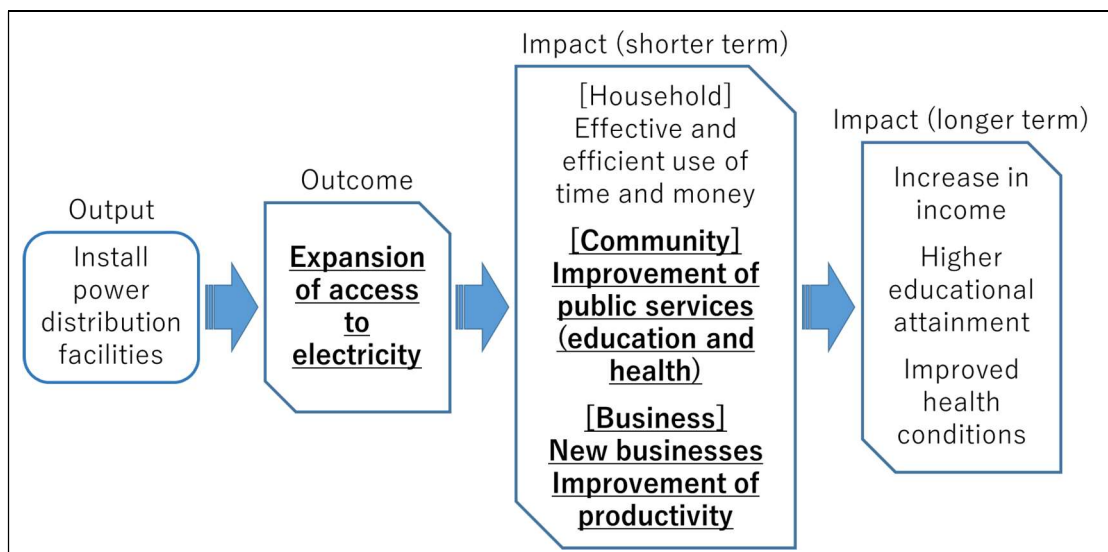 Output
Install
power
distribution
facilities
Outcome
Expansion
of access
to
electricity
Impact (shorter term)
[Household]
Effective and
efficient use of
time and money
[Community]
Improvement of
public services
(education and
health)
[Business]
New businesses
Improvement of
productivity
Impact (longer term)
Increase in
income
Higher
educational
attainment
Improved
health
conditions